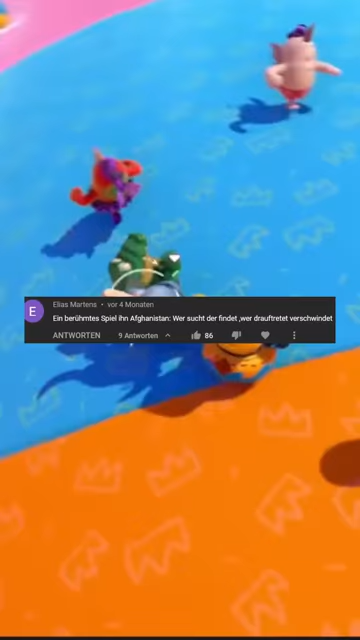 E
Elias Martens • vor 4 Monaten
Ein berühmtes Spiel ihn Afghanistan: Wer sucht der findet ,wer drauftretet verschwindet
ANTWORTEN 9 Antworten 86